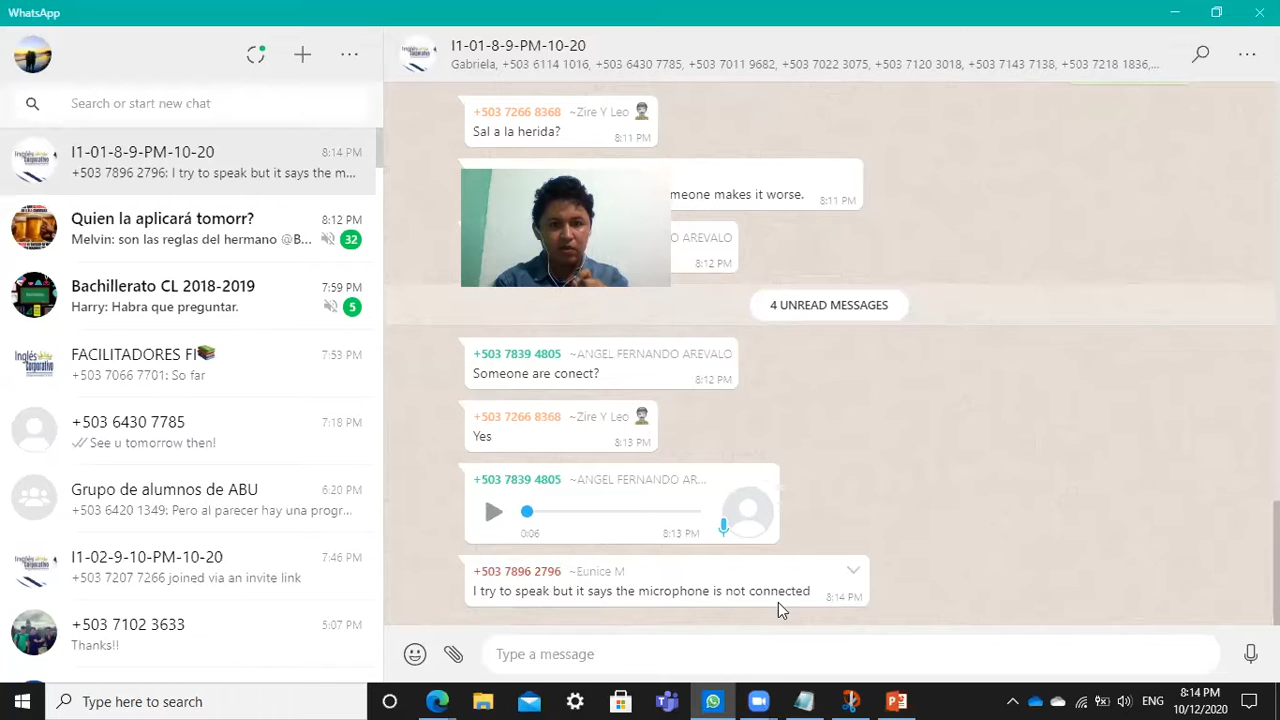 WhatsApp
Search or start new chat
I1-01-8-9-PM-10-20
8:14 PM
+503 7896 2796: I try to speak but it says the m...
Quien la aplicará temorr?
8:12 PM
Melvin: son las reglas del hermano @B...
32
Bachillerato CL 2018-2019
7:59 PM
Harry: Habra que preguntar.
5
FACILITADORES FI
7:53 PM
+503 7066 7701: So far
+503 6430 7785
7:18 PM
See u tomorrow then!
Grupo de alumnos de ABU
6:20 PM
+503 6420 1349: Pero al parecer hay una progr...
I1-02-9-10-PM-10-20
7:46 PM
+503 7207 7266 joined via an invite link
+503 7102 3633
5:07 PM
Thanks!!
I1-01-8-9-PM-10-20
Gabriela, +503 6114 1016, +503 6430 7785, +503 7011 9682, +503 7022 3075, +503 7120 3018, +503 7143 7138, +503 7218 1836,...
+503 7266 8368 ~Zire Y Leo
Sal a la herida?
8:11 PM
meone makes it worse.
8:11 PM
O AREVALO
8:12 PM
4 UNREAD MESSAGES
+503 7839 4805 ~ANGEL FERNANDO AREVALO
Someone are conect?
8:12 PM
+503 7266 8368 ~Zire Y Leo
Yes
8:13 PM
+503 7839 4805 ~ANGEL FERNANDO AR...
0:06
8:13 PM
+503 7896 2796 ~Eunice M
I try to speak but it says the microphone is not connected
8:14 PM
Type a message
Type here to search
ENG
8:14 PM
10/12/2020